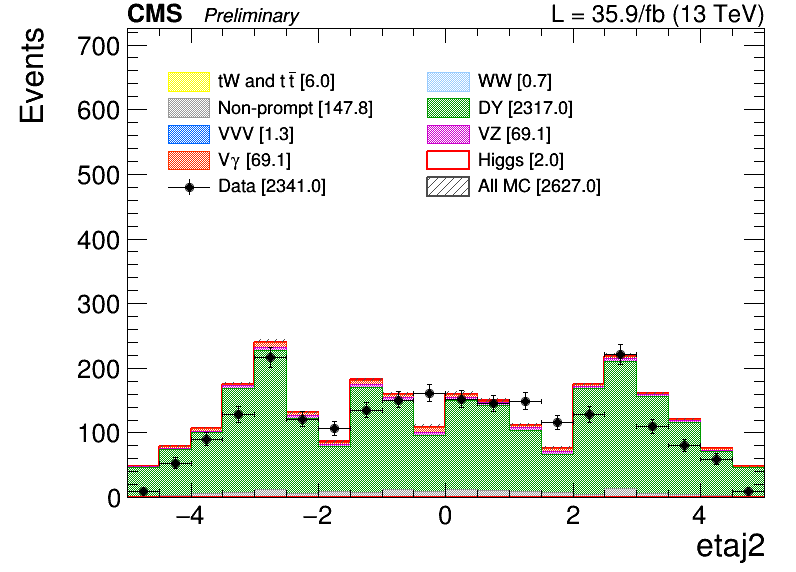 CMS Preliminary L = 35.9/fb (13 TeV)
Events
700
600
500
400
300
200
100
0
tW and t t̅ [6.0]
Non-prompt [147.8]
VVV [1.3]
Vγ [69.1]
Data [2341.0]
WW [0.7]
DY [2317.0]
VZ [69.1]
Higgs [2.0]
All MC [2627.0]
−4 −2 0 2 4
etaj2